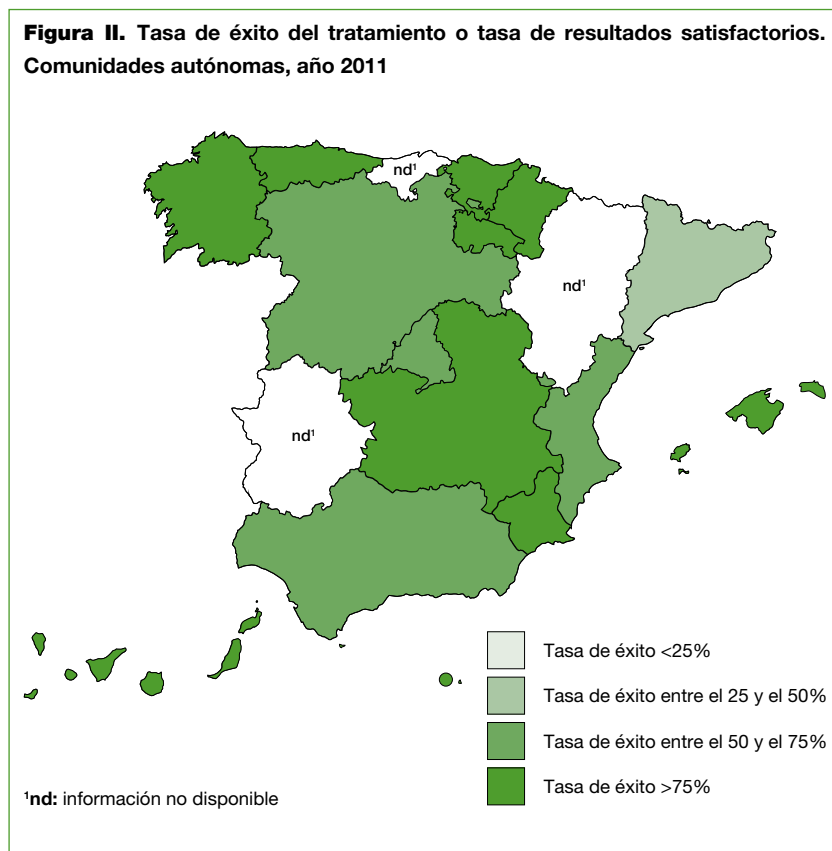 Figura II. Tasa de éxito del tratamiento o tasa de resultados satisfactorios.
Comunidades autónomas, año 2011
nd¹
nd¹
nd¹
Tasa de éxito <25%
Tasa de éxito entre el 25 y el 50%
Tasa de éxito entre el 50 y el 75%
Tasa de éxito >75%
¹nd: información no disponible